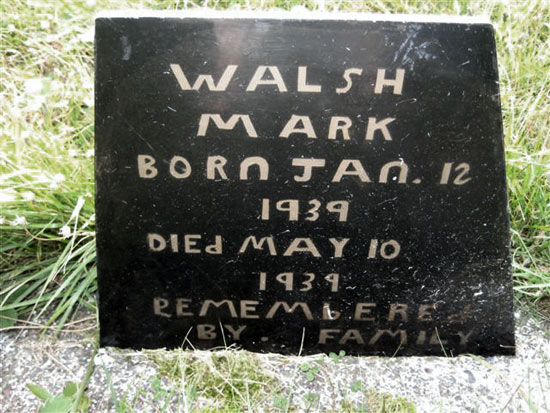 WALSH
MARK
BORN JAN. 12
1939
DIED MAY 10
1939
REMEMBERED
BY. FAMILY